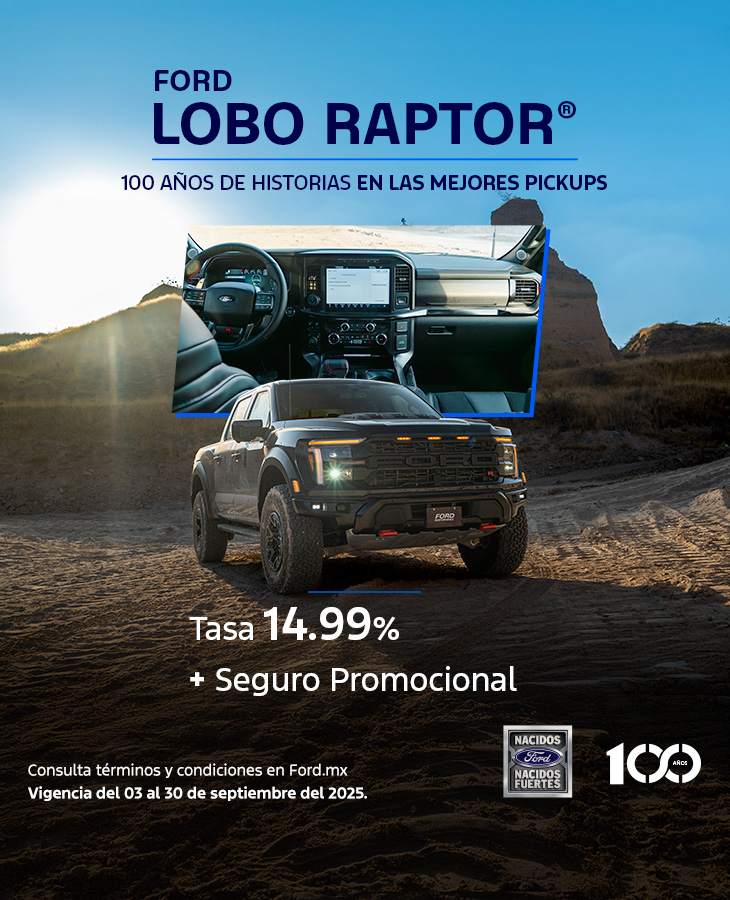 FORD
LOBO RAPTOR®
100 AÑOS DE HISTORIAS EN LAS MEJORES PICKUPS
FORD
Tasa 14.99%
+ Seguro Promocional
NACIDOS
Ford
NACIDOS
FUERTES
100 AÑOS
Consulta términos y condiciones en Ford.mx
Vigencia del 03 al 30 de septiembre del 2025.